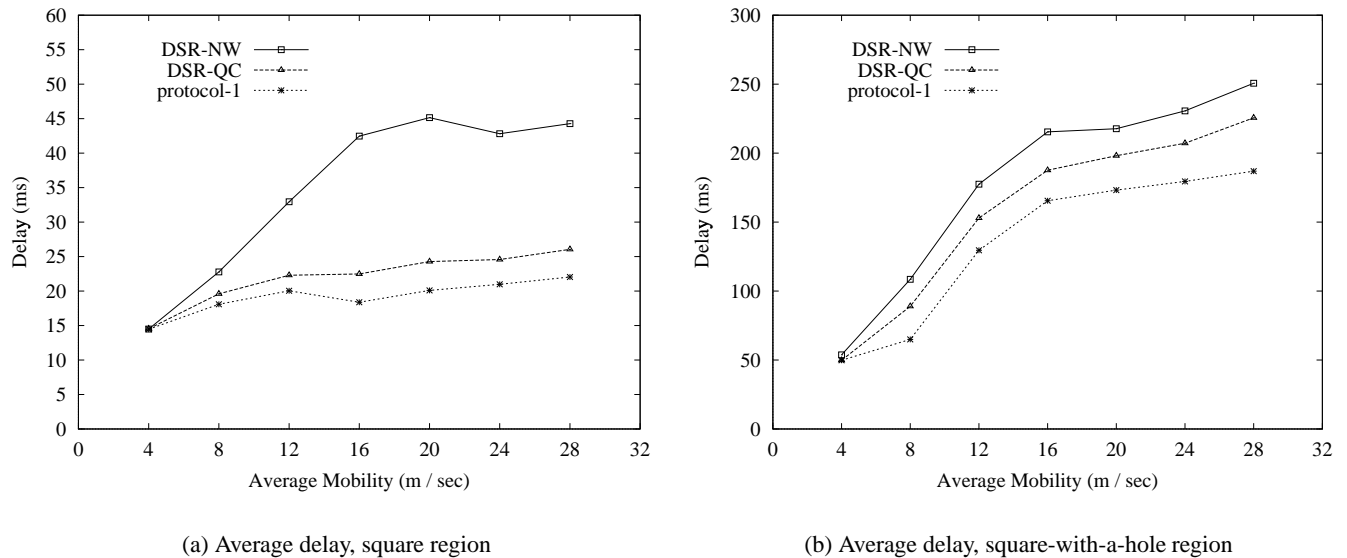 60
55
50
45
40
35
30
25
20
15
10
5
0
Delay (ms)
DSR-NW
DSR-QC
protocol-1
0 4 8 12 16 20 24 28 32
Average Mobility (m / sec)
(a) Average delay, square region
300
250
200
150
100
50
0
Delay (ms)
DSR-NW
DSR-QC
protocol-1
0 4 8 12 16 20 24 28 32
Average Mobility (m / sec)
(b) Average delay, square-with-a-hole region